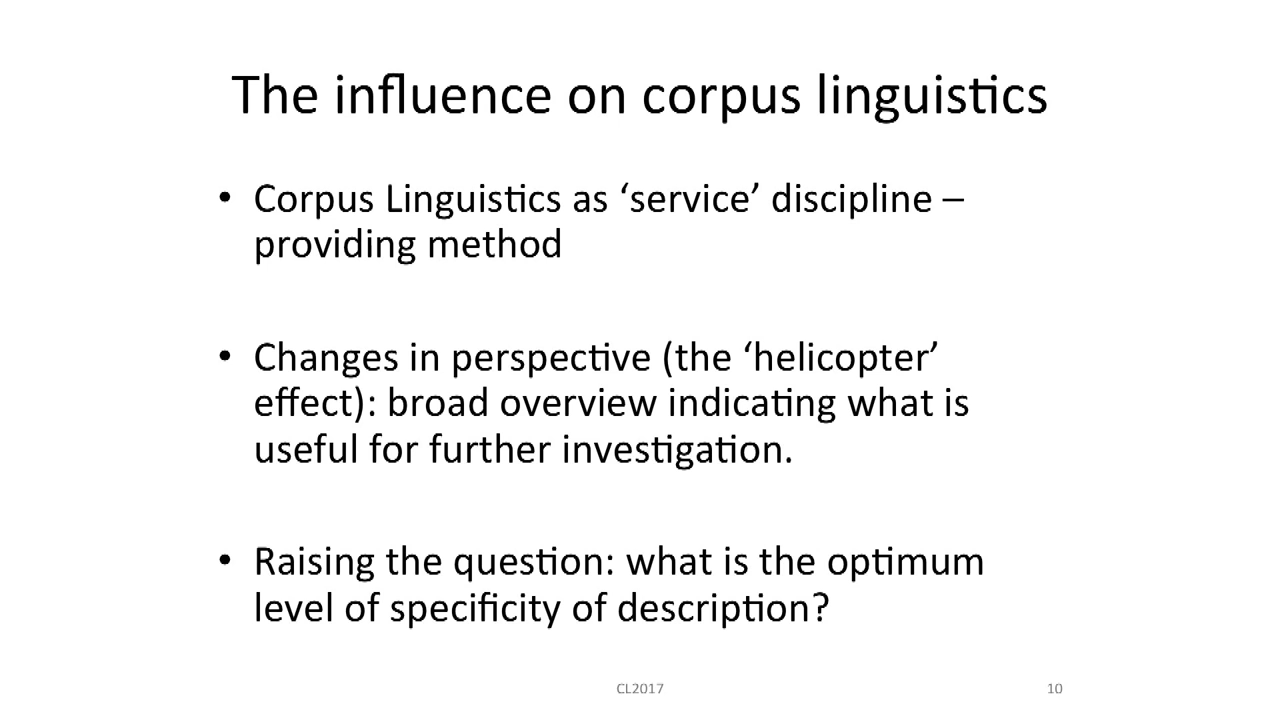 The influence on corpus linguistics
• Corpus Linguistics as ‘service’ discipline –
providing method
• Changes in perspective (the ‘helicopter’
effect): broad overview indicating what is
useful for further investigation.
• Raising the question: what is the optimum
level of specificity of description?
CL2017
10